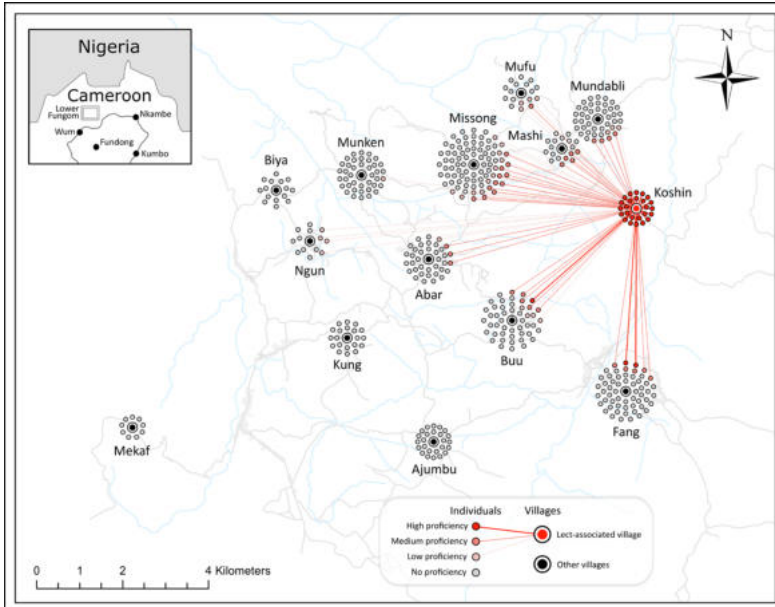 Nigeria
Cameroon
Lower
Fungom
Nkambe
Wum
Fundong
Kumbo
N
Mufu
Mundabli
Missong
Mashi
Munken
Biya
Koshin
Ngun
Abar
Buu
Kung
Fang
Mekaf
Ajumbu
Individuals Villages
High proficiency Lect-associated village
Medium proficiency
Low proficiency Other villages
No proficiency
0 1 2 4 Kilometers